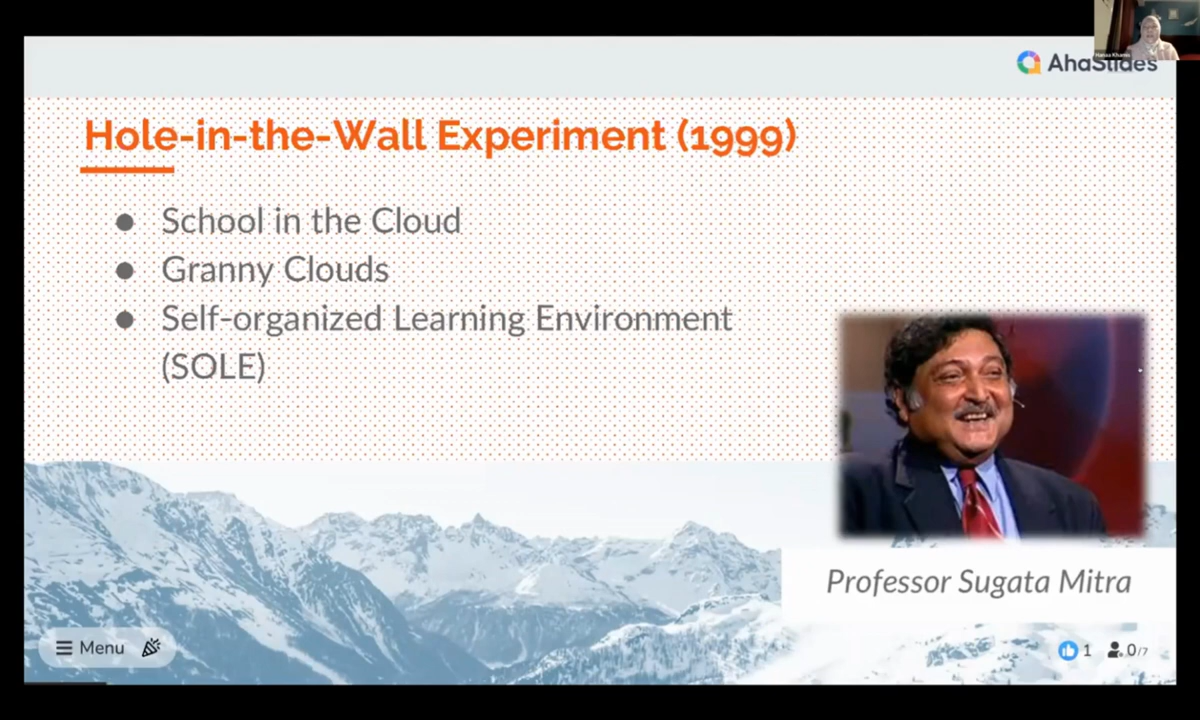 AhaSlides
Hole-in-the-Wall Experiment (1999)
● School in the Cloud
● Granny Clouds
● Self-organized Learning Environment
(SOLE)
Professor Sugata Mitra
Menu
1
0/7